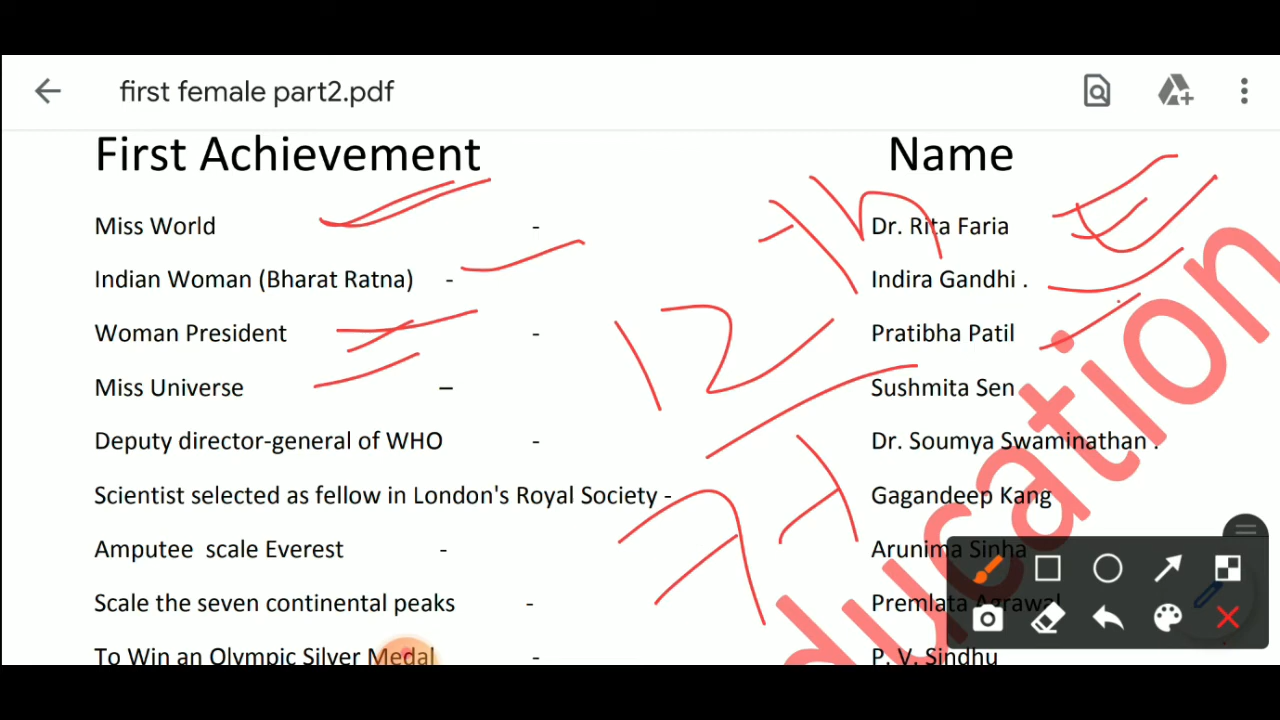 first female part2.pdf
First Achievement Name
Miss World - Dr. Rita Faria
Indian Woman (Bharat Ratna) - Indira Gandhi .
Woman President - Pratibha Patil
Miss Universe – Sushmita Sen
Deputy director-general of WHO - Dr. Soumya Swaminathan .
Scientist selected as fellow in London's Royal Society - Gagandeep Kang
Amputee scale Everest - Arunima Sinha
Scale the seven continental peaks - Premlata Agrawal
To Win an Olympic Silver Medal - P. V. Sindhu
12